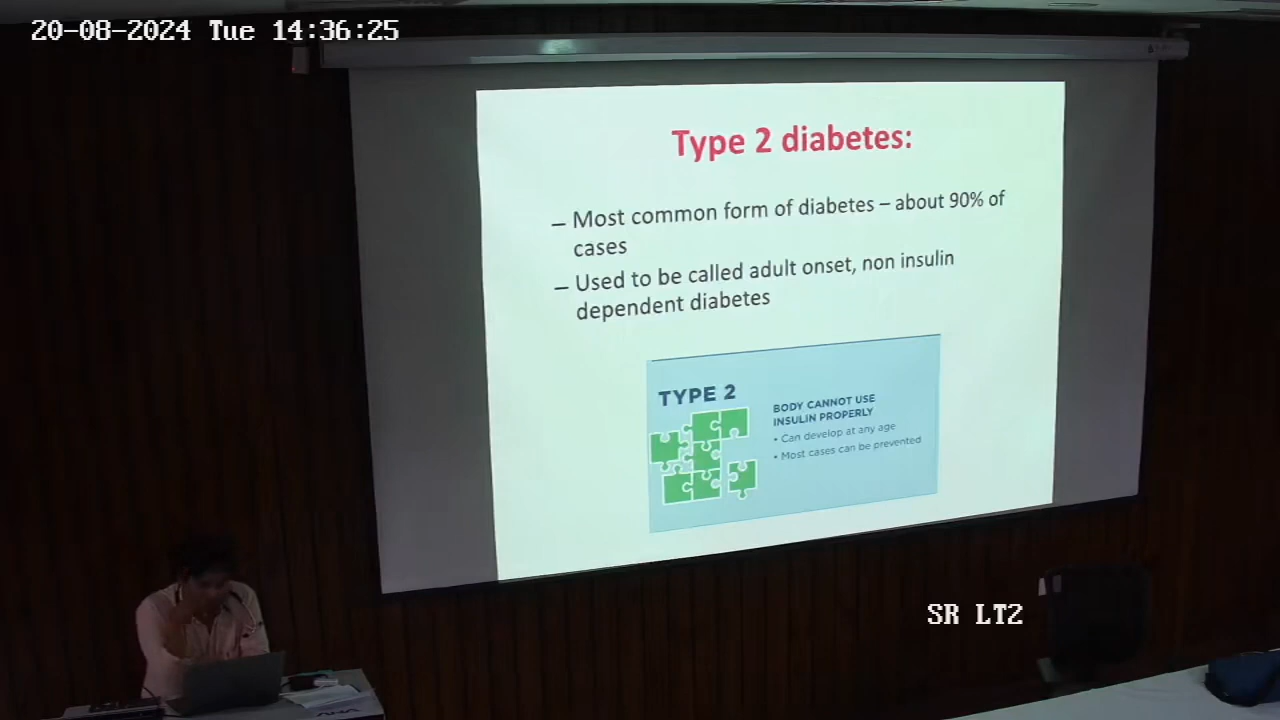 20-08-2024 Tue 14:36:25
Type 2 diabetes:
– Most common form of diabetes – about 90% of
cases
– Used to be called adult onset, non insulin
dependent diabetes
TYPE 2
BODY CANNOT USE
INSULIN PROPERLY
• Can develop at any age
• Most cases can be prevented
SR LT2